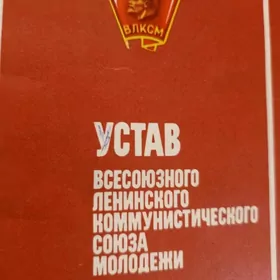 ВЛКСМ
УСТАВ
ВСЕСОЮЗНОГО
ЛЕНИНСКОГО
КОММУНИСТИЧЕСКОГО
СОЮЗА
МОЛОДЕЖИ